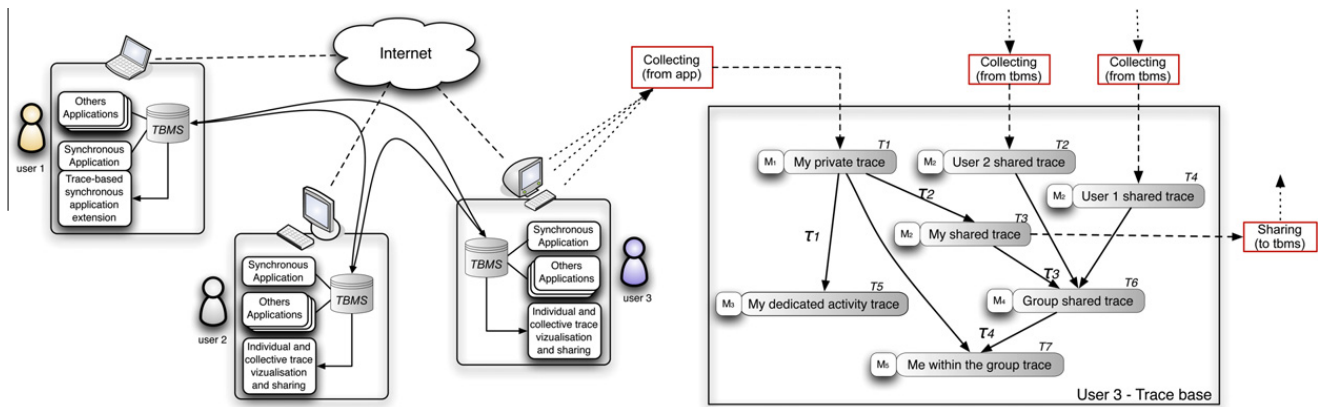 Internet
user 1
Others
Applications
TBMS
Synchronous
Application
Trace-based
synchronous
application
extension
user 2
Synchronous
Application
Others
Applications
TBMS
Individual and
collective trace
vizualisation
and sharing
TBMS
Synchronous
Application
Others
Applications
Individual and
collective trace
vizualisation
and sharing
user 3
Collecting
(from app)
Collecting
(from tbms)
Collecting
(from tbms)
M1 My private trace T1
M2 User 2 shared trace T2
M2 User 1 shared trace T4
τ2
M2 My shared trace T3
Sharing
(to tbms)
τ1
τ3
M3 My dedicated activity trace T5
M4 Group shared trace T6
τ4
M5 Me within the group trace T7
User 3 - Trace base